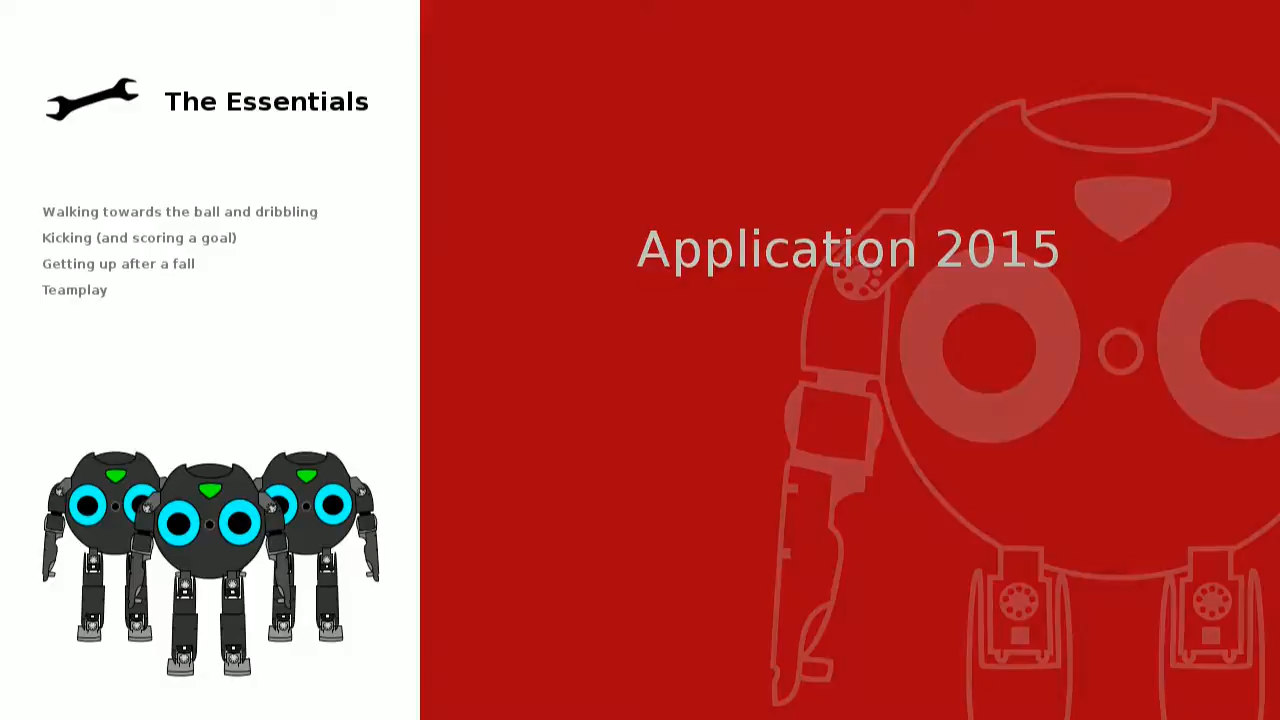 The Essentials
Walking towards the ball and dribbling
Kicking (and scoring a goal)
Getting up after a fall
Teamplay
Application 2015